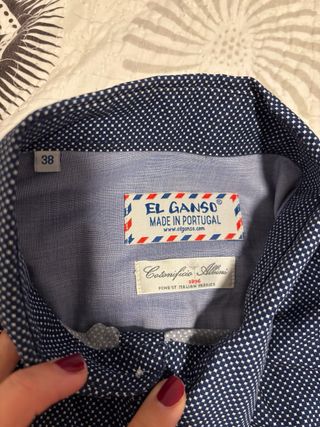 38
EL GANSO®
MADE IN PORTUGAL
www.elganso.com
Cotonificio Albini
1876
FINEST ITALIAN FABRICS